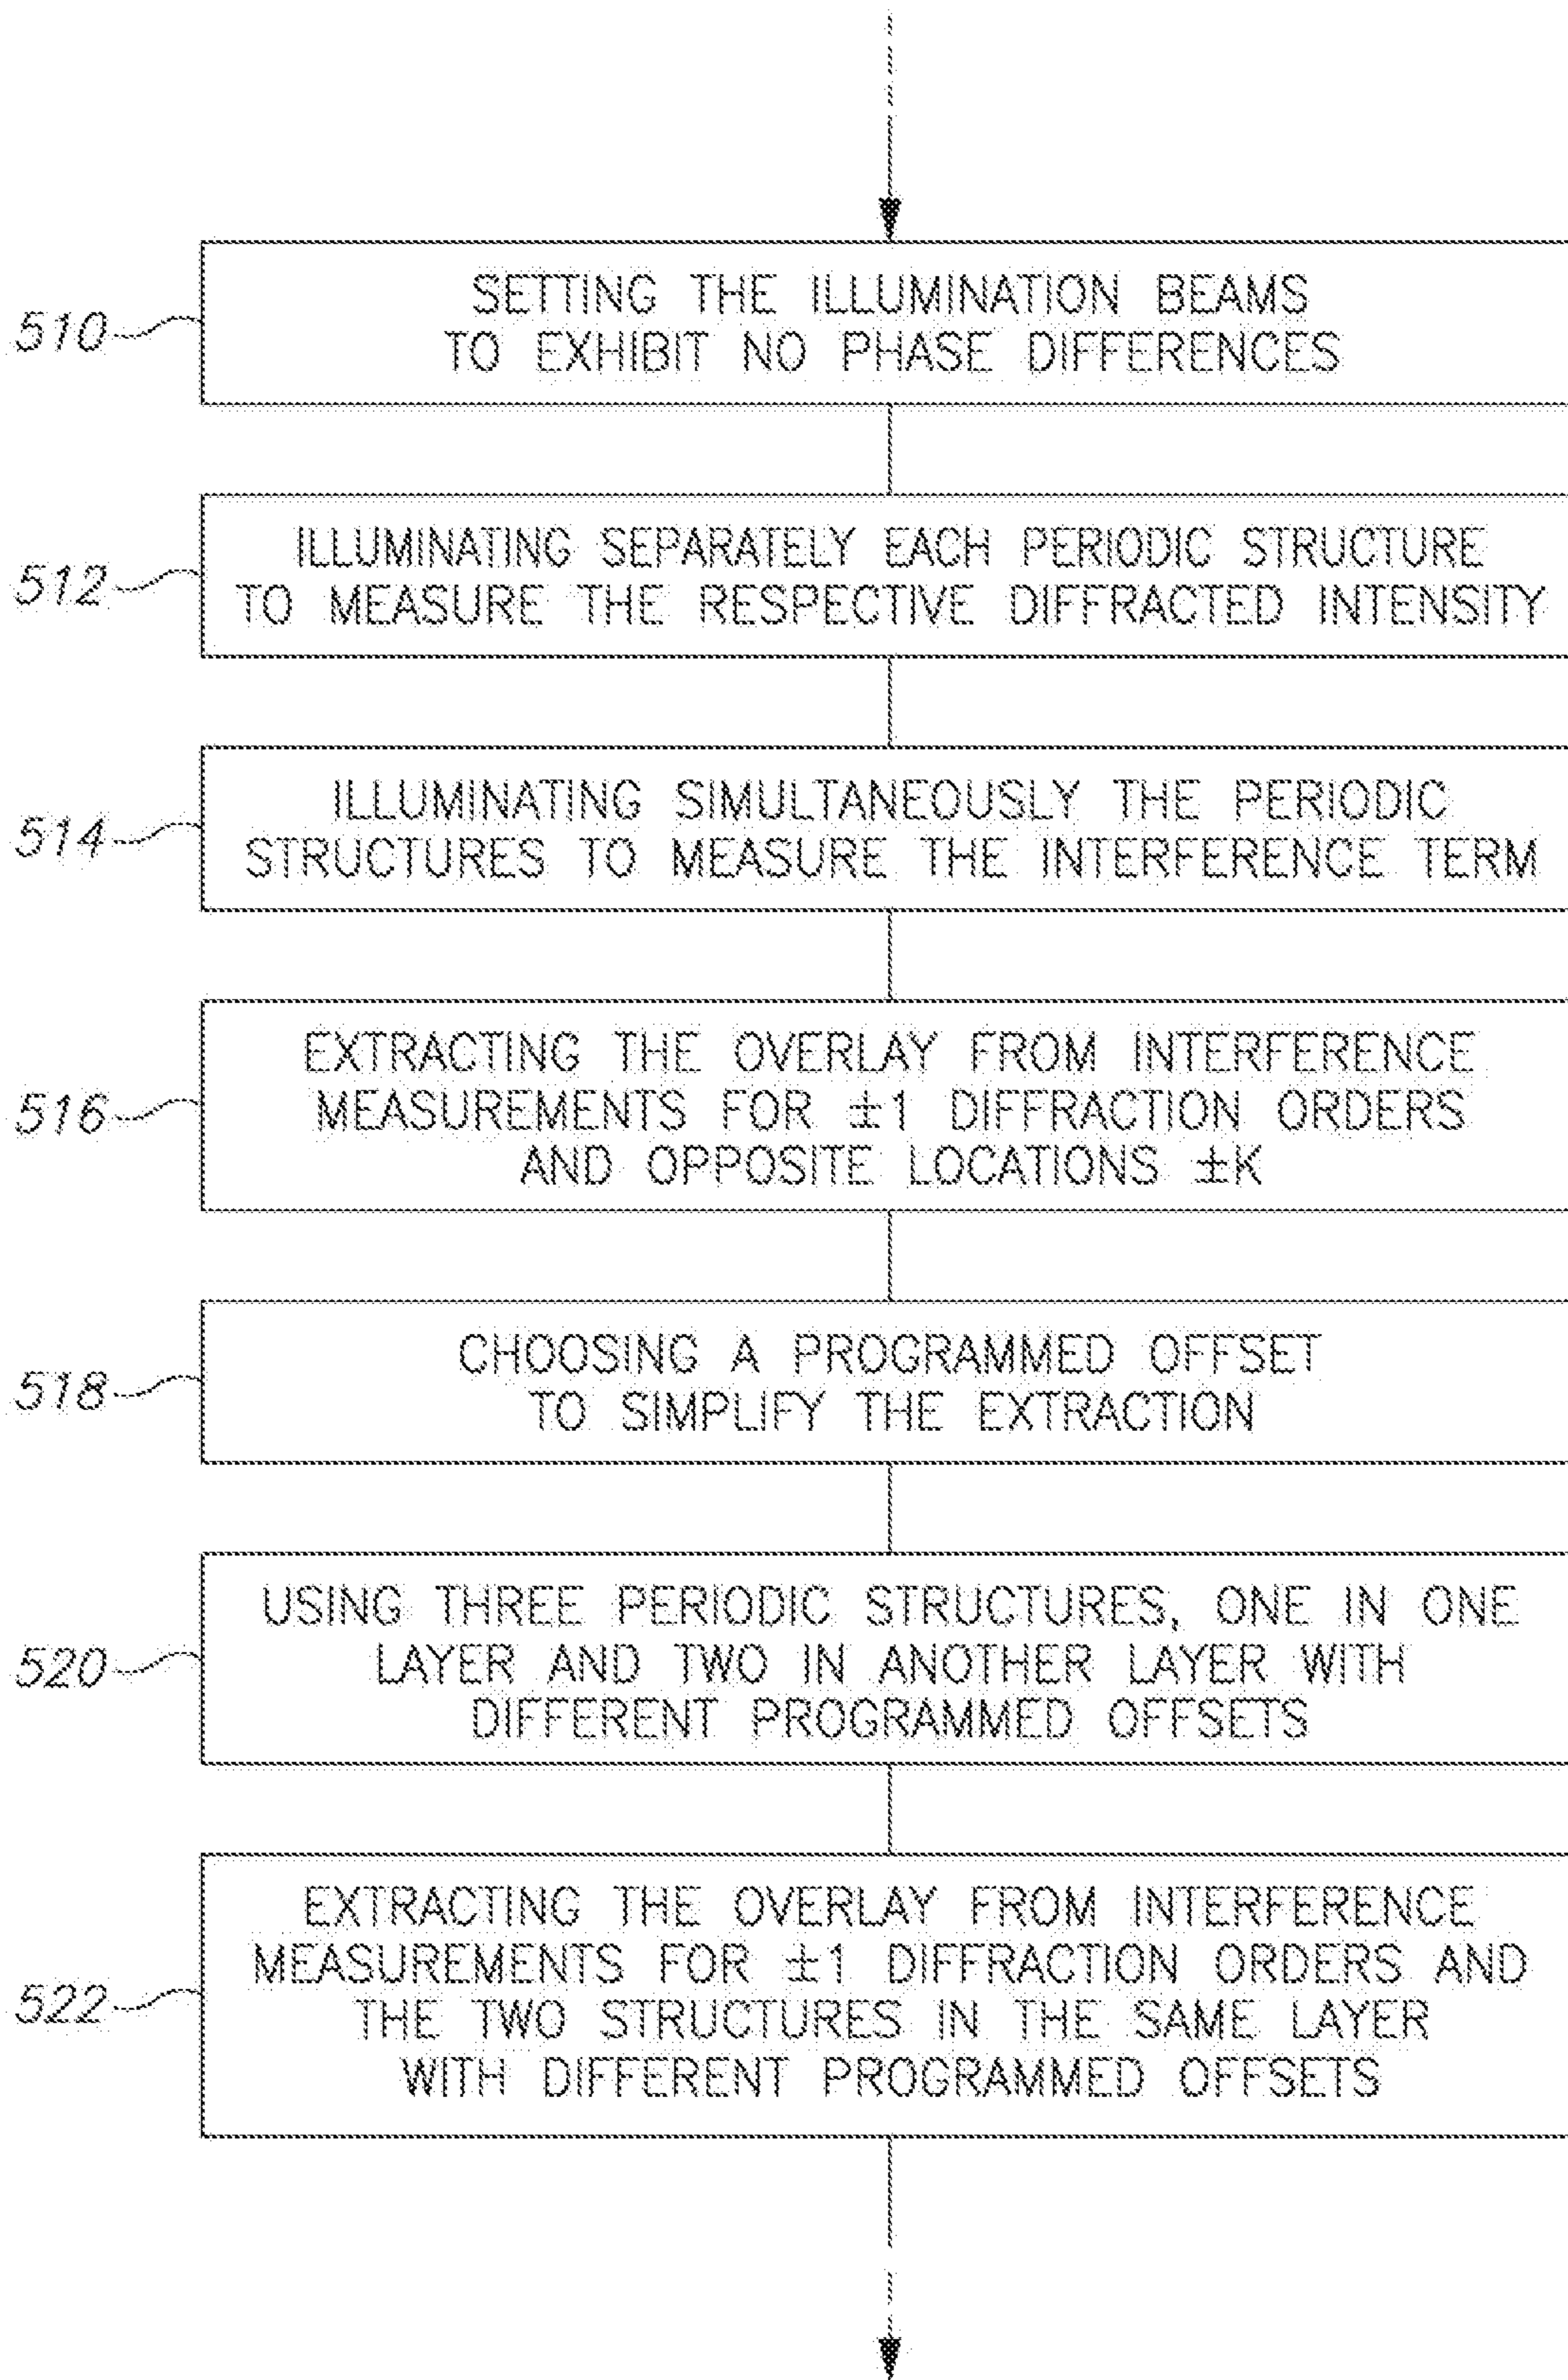 510
SETTING THE ILLUMINATION BEAMS
TO EXHIBIT NO PHASE DIFFERENCES
512
ILLUMINATING SEPARATELY EACH PERIODIC STRUCTURE
TO MEASURE THE RESPECTIVE DIFFRACTED INTENSITY
514
ILLUMINATING SIMULTANEOUSLY THE PERIODIC
STRUCTURES TO MEASURE THE INTERFERENCE TERM
516
EXTRACTING THE OVERLAY FROM INTERFERENCE
MEASUREMENTS FOR ±1 DIFFRACTION ORDERS
AND OPPOSITE LOCATIONS ±K
518
CHOOSING A PROGRAMMED OFFSET
TO SIMPLIFY THE EXTRACTION
520
USING THREE PERIODIC STRUCTURES, ONE IN ONE
LAYER AND TWO IN ANOTHER LAYER WITH
DIFFERENT PROGRAMMED OFFSETS
522
EXTRACTING THE OVERLAY FROM INTERFERENCE
MEASUREMENTS FOR ±1 DIFFRACTION ORDERS AND
THE TWO STRUCTURES IN THE SAME LAYER
WITH DIFFERENT PROGRAMMED OFFSETS